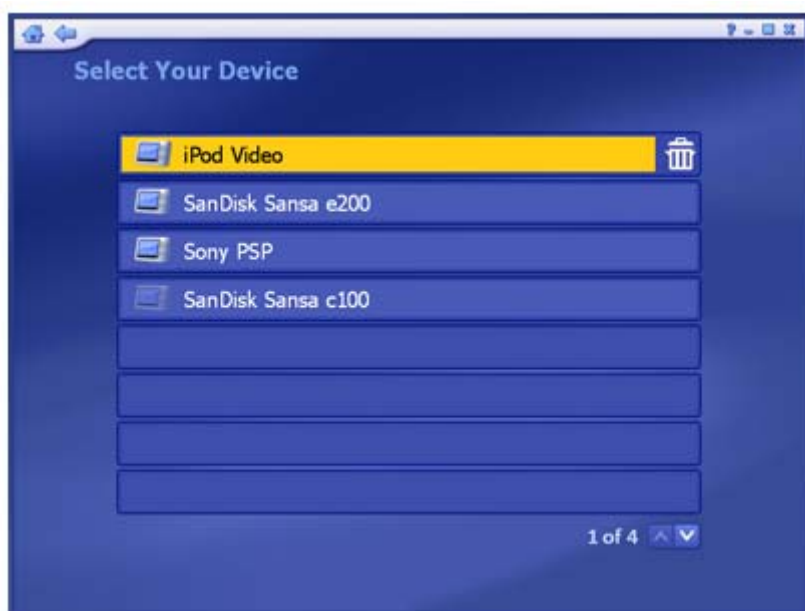 ?
Select Your Device
iPod Video
SanDisk Sansa e200
Sony PSP
SanDisk Sansa c100
1 of 4